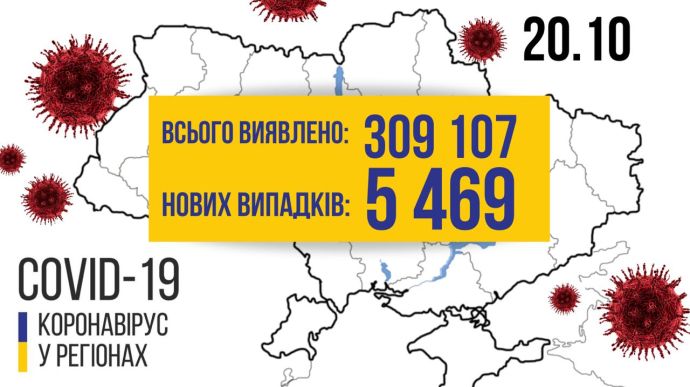 20.10
ВСЬОГО ВИЯВЛЕНО: 309 107
НОВИХ ВИПАДКІВ: 5 469
COVID-19
КОРОНАВІРУС
У РЕГІОНАХ